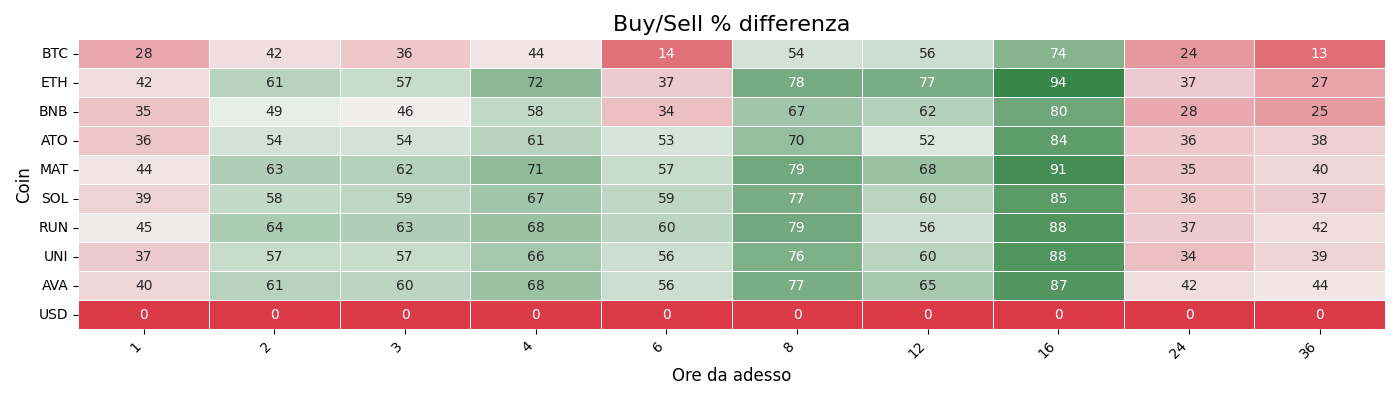 Buy/Sell % differenza
Coin
BTC 28 42 36 44 14 54 56 74 24 13
ETH 42 61 57 72 37 78 77 94 37 27
BNB 35 49 46 58 34 67 62 80 28 25
ATO 36 54 54 61 53 70 52 84 36 38
MAT 44 63 62 71 57 79 68 91 35 40
SOL 39 58 59 67 59 77 60 85 36 37
RUN 45 64 63 68 60 79 56 88 37 42
UNI 37 57 57 66 56 76 60 88 34 39
AVA 40 61 60 68 56 77 65 87 42 44
USD 0 0 0 0 0 0 0 0 0 0
1 2 3 4 6 8 12 16 24 36
Ore da adesso